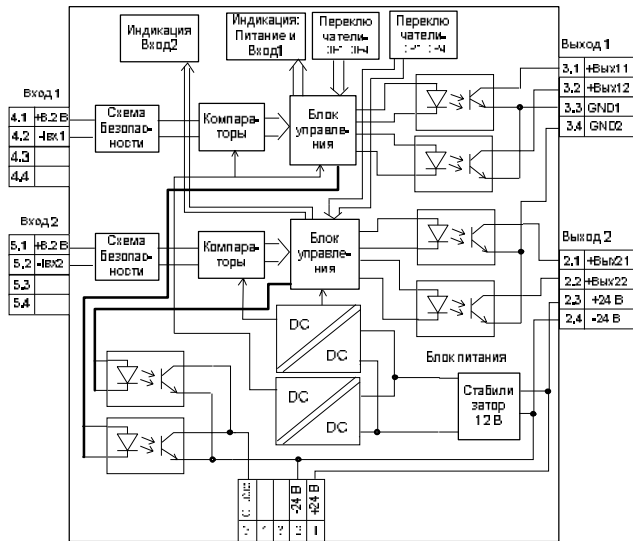 Индикация
Вход2
Индикация:
Питание и
Вход1
Переклю
чатели-
Переклю
чатели-
Вход 1
4.1 +8.2 В
4.2 -Iвх1
4.3
4.4
Схема
Безопас-
ности
Компара-
торы
Блок
управле-
ния
Выход 1
3.1 +Вых11
3.2 +Вых12
3.3 GND1
3.4 GND2
Вход2
5.1 +8.2 В
5.2 -Iвх2
5.3
5.4
Схема
Безопас-
ности
Компара-
торы
Блок
управле-
ния
Выход 2
2.1 +Вых21
2.2 +Вых22
2.3 +24 В
2.4 -24 В
DC
DC
DC
DC
Блок питания
Стабили
затор
12 В
-24 В
+24 В